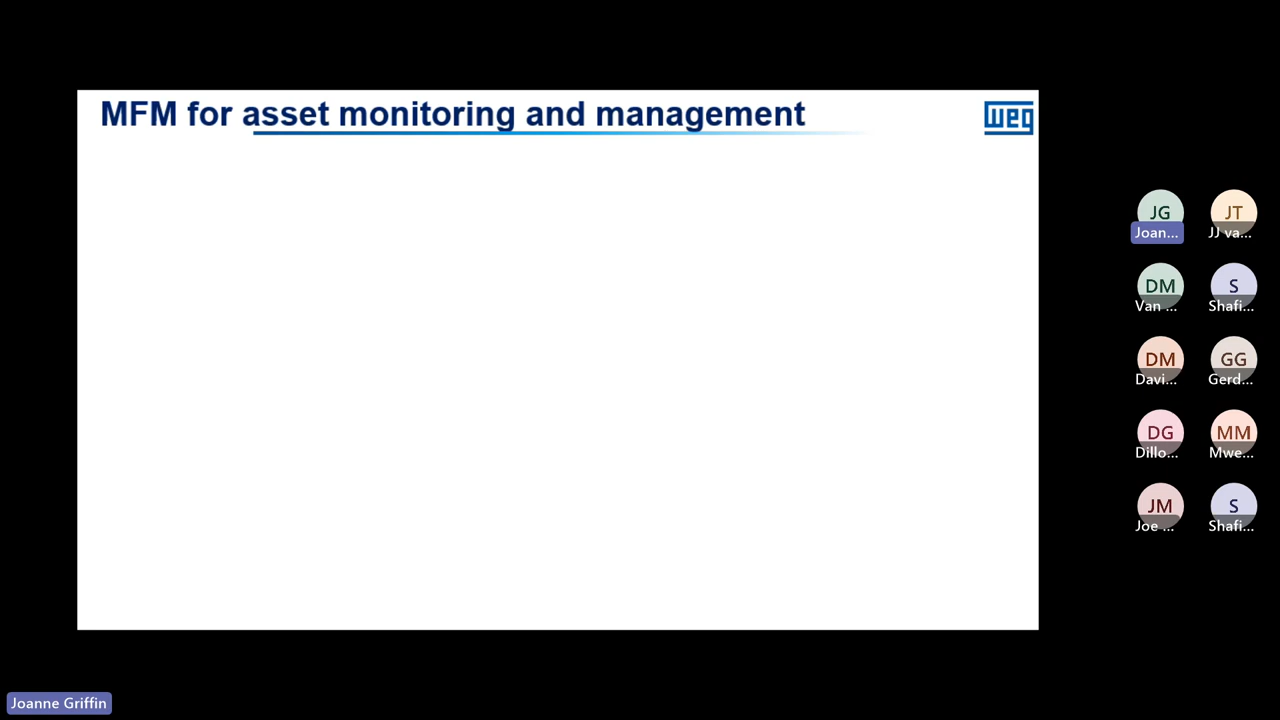 MFM for asset monitoring and management
weg
JG
JT
Joan...
JJ va...
DM
S
Van ...
Shafi...
DM
GG
Davi...
Gerd...
DG
MM
Dillo...
Mwe...
JM
S
Joe ...
Shafi...
Joanne Griffin